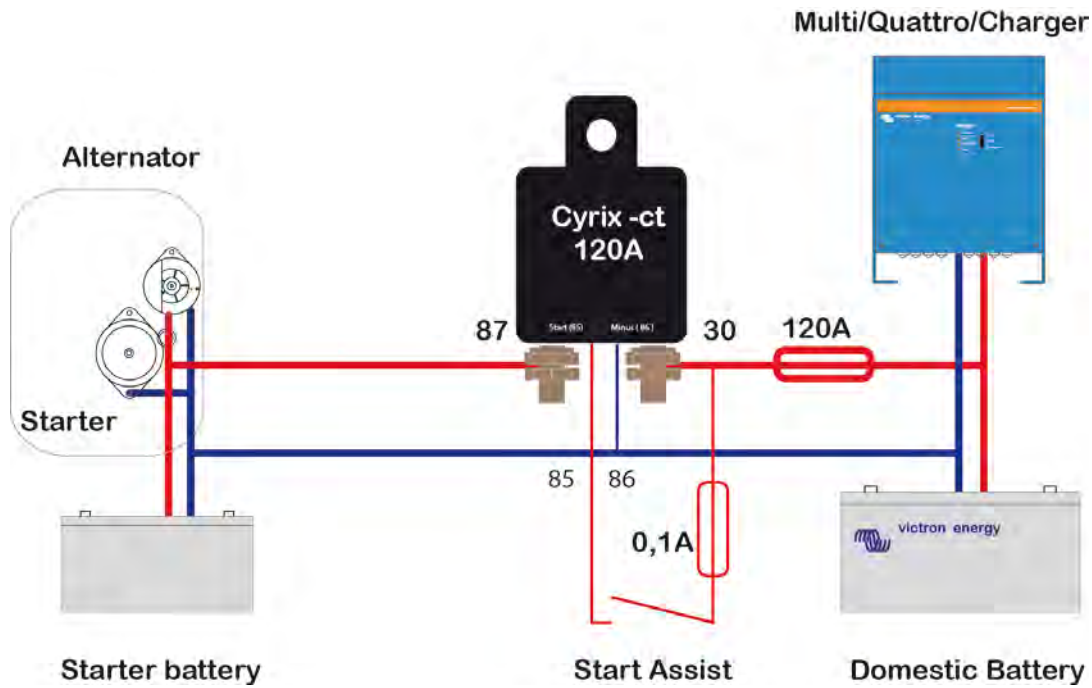 Multi/Quattro/Charger
Alternator
Cyrix -ct
120A
Start (85)
Minus ( 86 )
87
30
120A
Starter
85
86
0,1A
victron energy
Starter battery
Start Assist
Domestic Battery